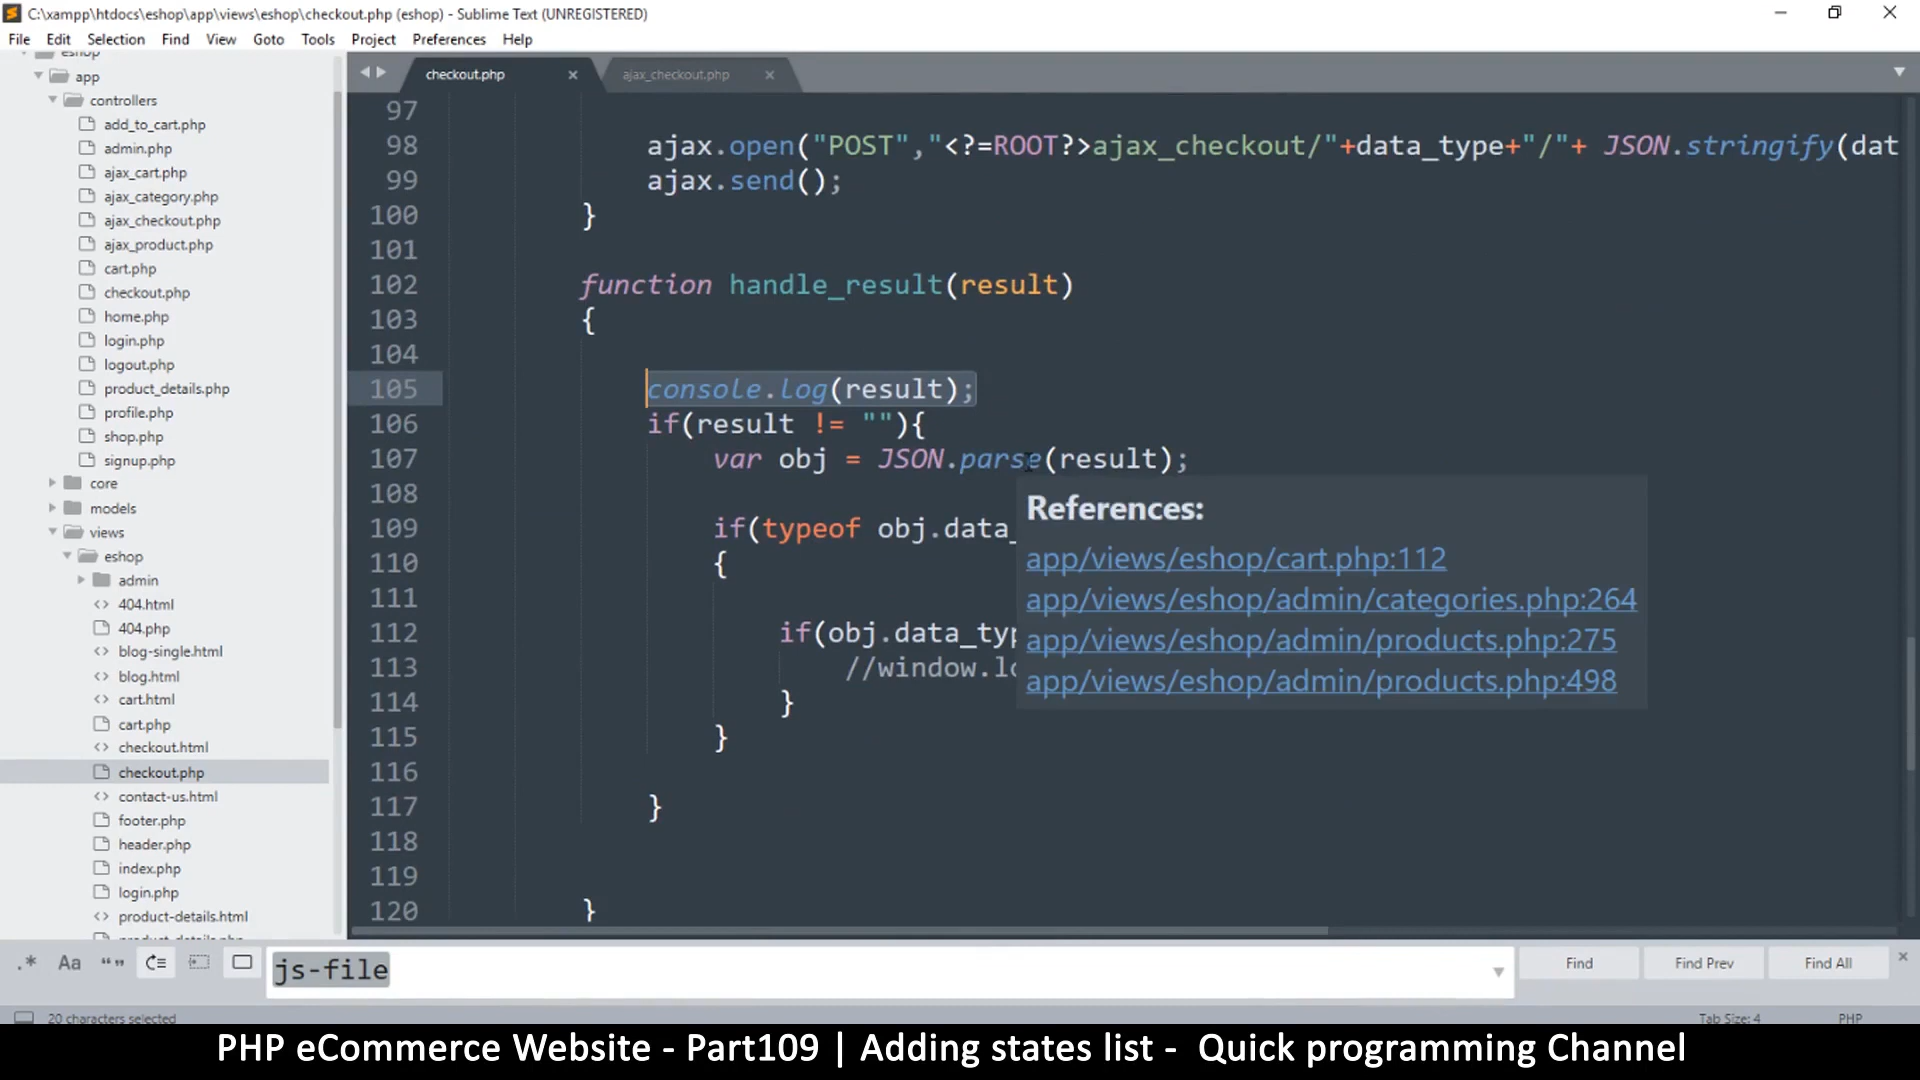 C:\xampp\htdocs\eshop\app\views\eshop\checkout.php (eshop) - Sublime Text (UNREGISTERED)
File Edit Selection Find View Goto Tools Project Preferences Help
eshop
app
controllers
add_to_cart.php
admin.php
ajax_cart.php
ajax_category.php
ajax_checkout.php
ajax_product.php
cart.php
checkout.php
home.php
login.php
logout.php
product_details.php
profile.php
shop.php
signup.php
core
models
views
eshop
admin
404.html
404.php
blog-single.html
blog.html
cart.html
cart.php
checkout.html
checkout.php
contact-us.html
footer.php
header.php
index.php
login.php
product-details.html
product-details.php
checkout.php ajax_checkout.php
97
98 ajax.open("POST","<?=ROOT?>ajax_checkout/"+data_type+"/"+ JSON.stringify(dat
99 ajax.send();
100 }
101
102 function handle_result(result)
103 {
104
105 console.log(result);
106 if(result != ""){
107 var obj = JSON.parse(result);
108
109 if(typeof obj.data_
110 {
111
112 if(obj.data_typ
113 //window.lo
114 }
115 }
116
117 }
118
119
120 }
References:
app/views/eshop/cart.php:112
app/views/eshop/admin/categories.php:264
app/views/eshop/admin/products.php:275
app/views/eshop/admin/products.php:498
.* Aa “ ” js-file Find Find Prev Find All
20 characters selected Tab Size: 4 PHP
PHP eCommerce Website - Part109 | Adding states list - Quick programming Channel